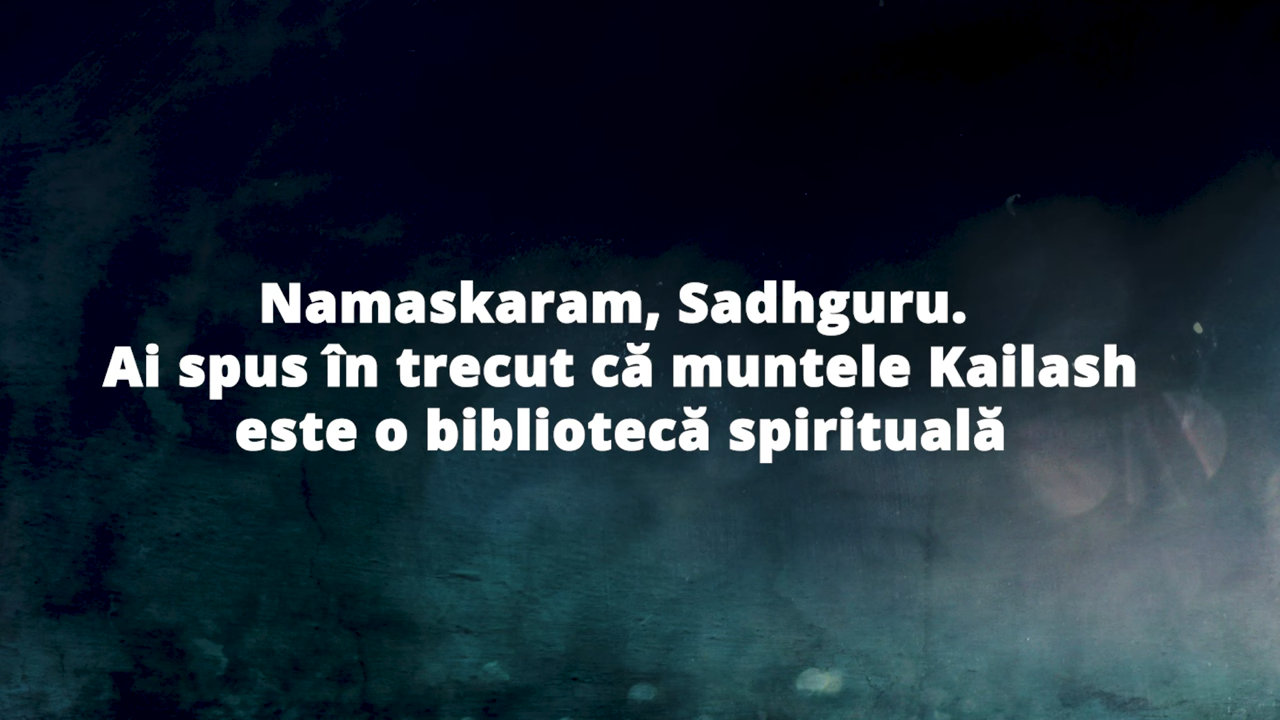 Namaskaram, Sadhguru.
Ai spus în trecut că muntele Kailash
este o bibliotecă spirituală